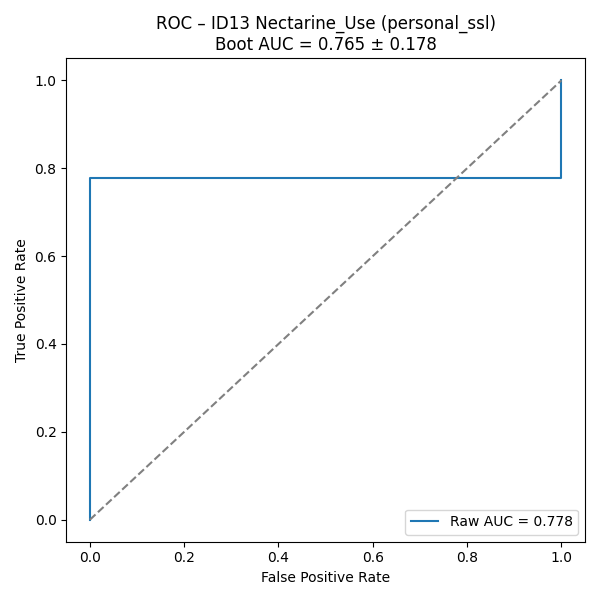 ROC – ID13 Nectarine_Use (personal_ssl)
Boot AUC = 0.765 ± 0.178
1.0
0.8
0.6
0.4
0.2
0.0
True Positive Rate
Raw AUC = 0.778
0.0 0.2 0.4 0.6 0.8 1.0
False Positive Rate